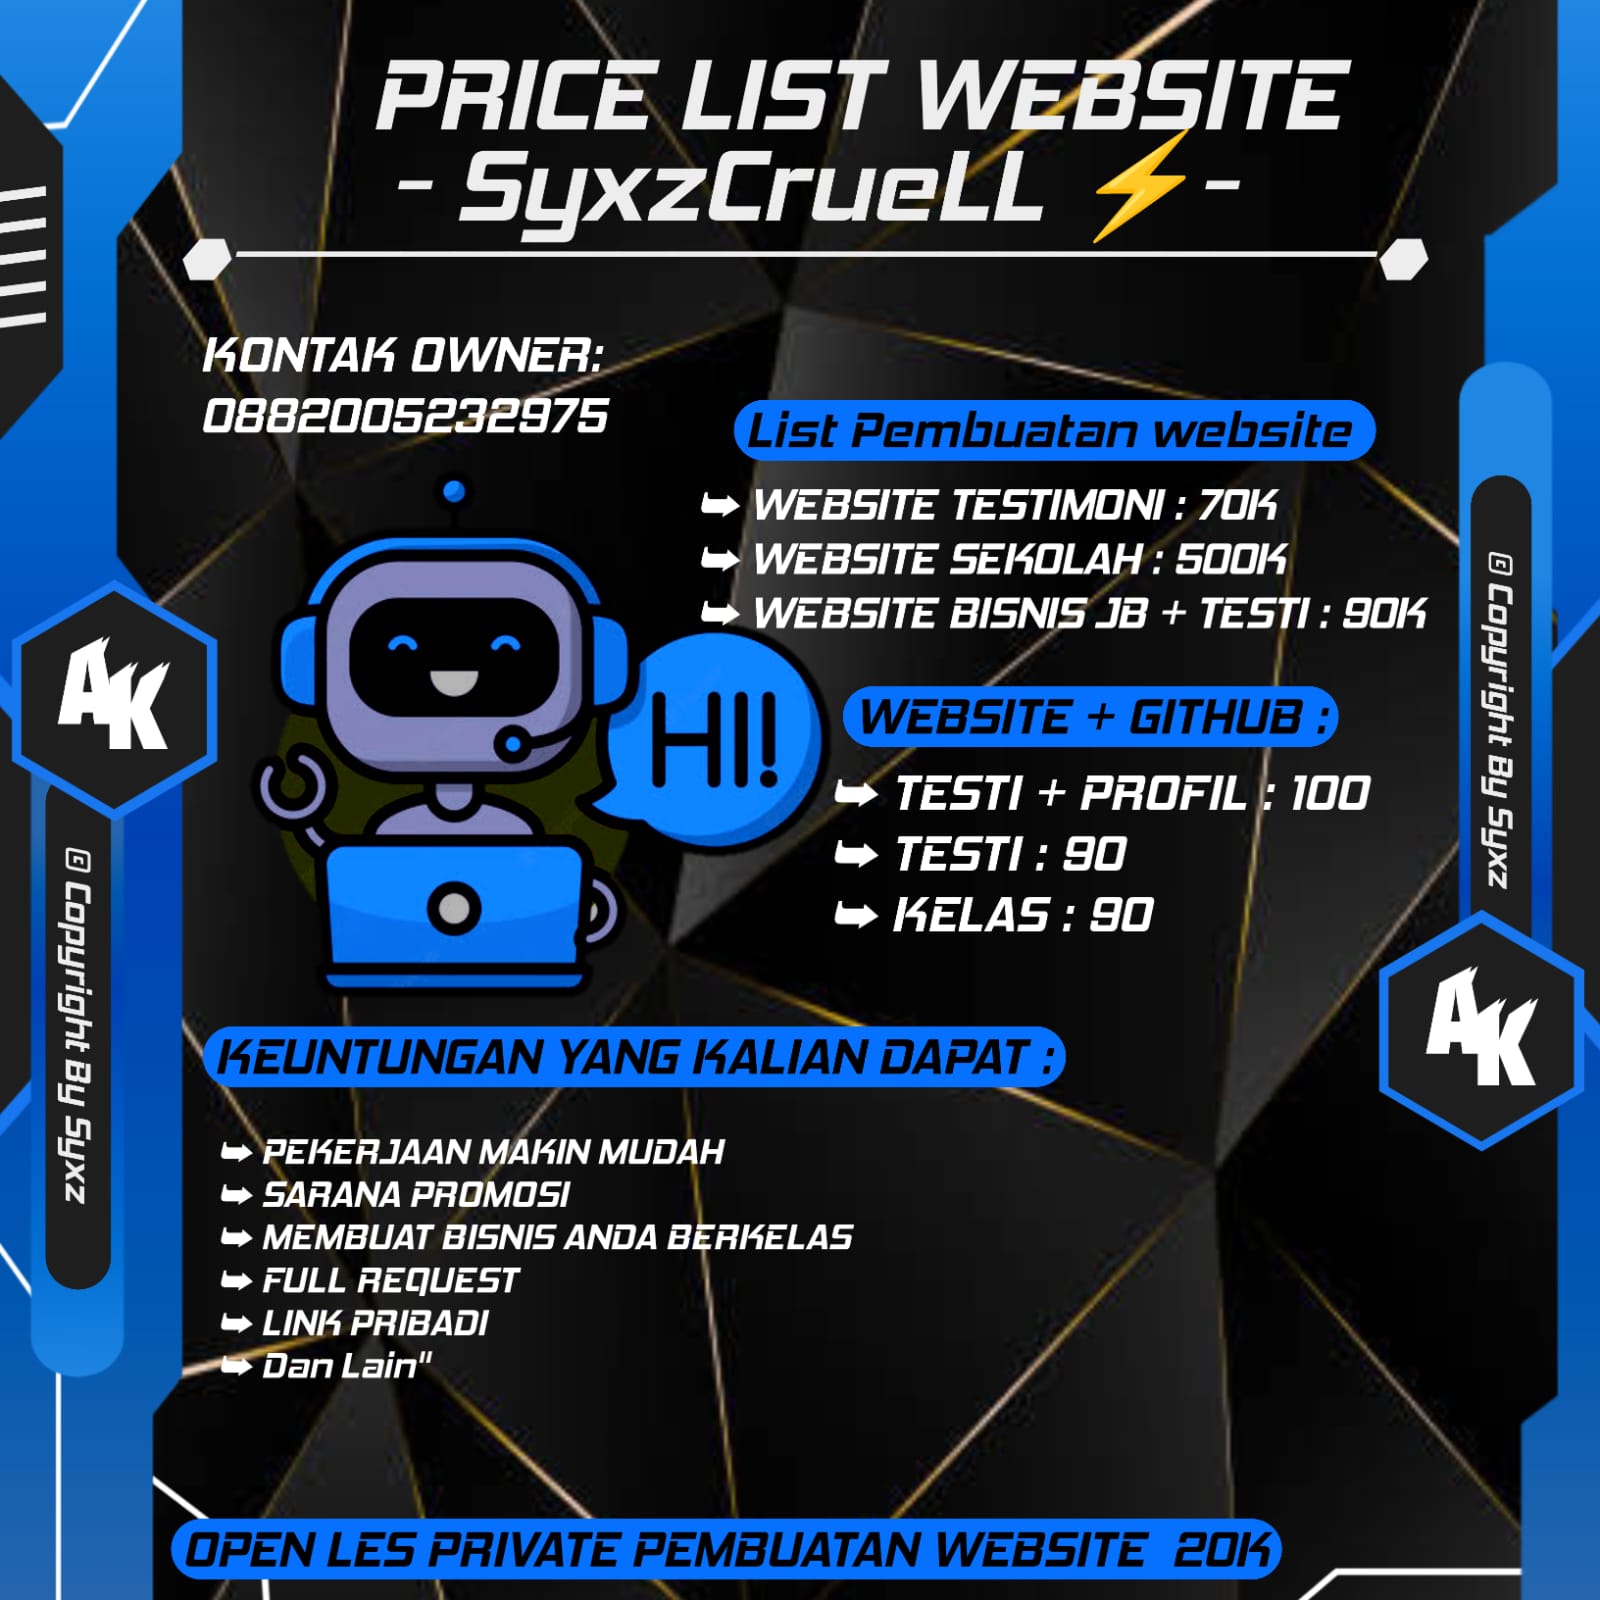 PRICE LIST WEBSITE
- SyxzCrueLL ⚡ -
KONTAK OWNER:
0882005232975
List Pembuatan website
➥ WEBSITE TESTIMONI : 70K
➥ WEBSITE SEKOLAH : 500K
➥ WEBSITE BISNIS JB + TESTI : 90K
HI!
WEBSITE + GITHUB :
➥ TESTI + PROFIL : 100
➥ TESTI : 90
➥ KELAS : 90
AK
© Copyright By Syxz
© Copyright By Syxz
AK
KEUNTUNGAN YANG KALIAN DAPAT :
➥ PEKERJAAN MAKIN MUDAH
➥ SARANA PROMOSI
➥ MEMBUAT BISNIS ANDA BERKELAS
➥ FULL REQUEST
➥ LINK PRIBADI
➥ Dan Lain"
OPEN LES PRIVATE PEMBUATAN WEBSITE 20K